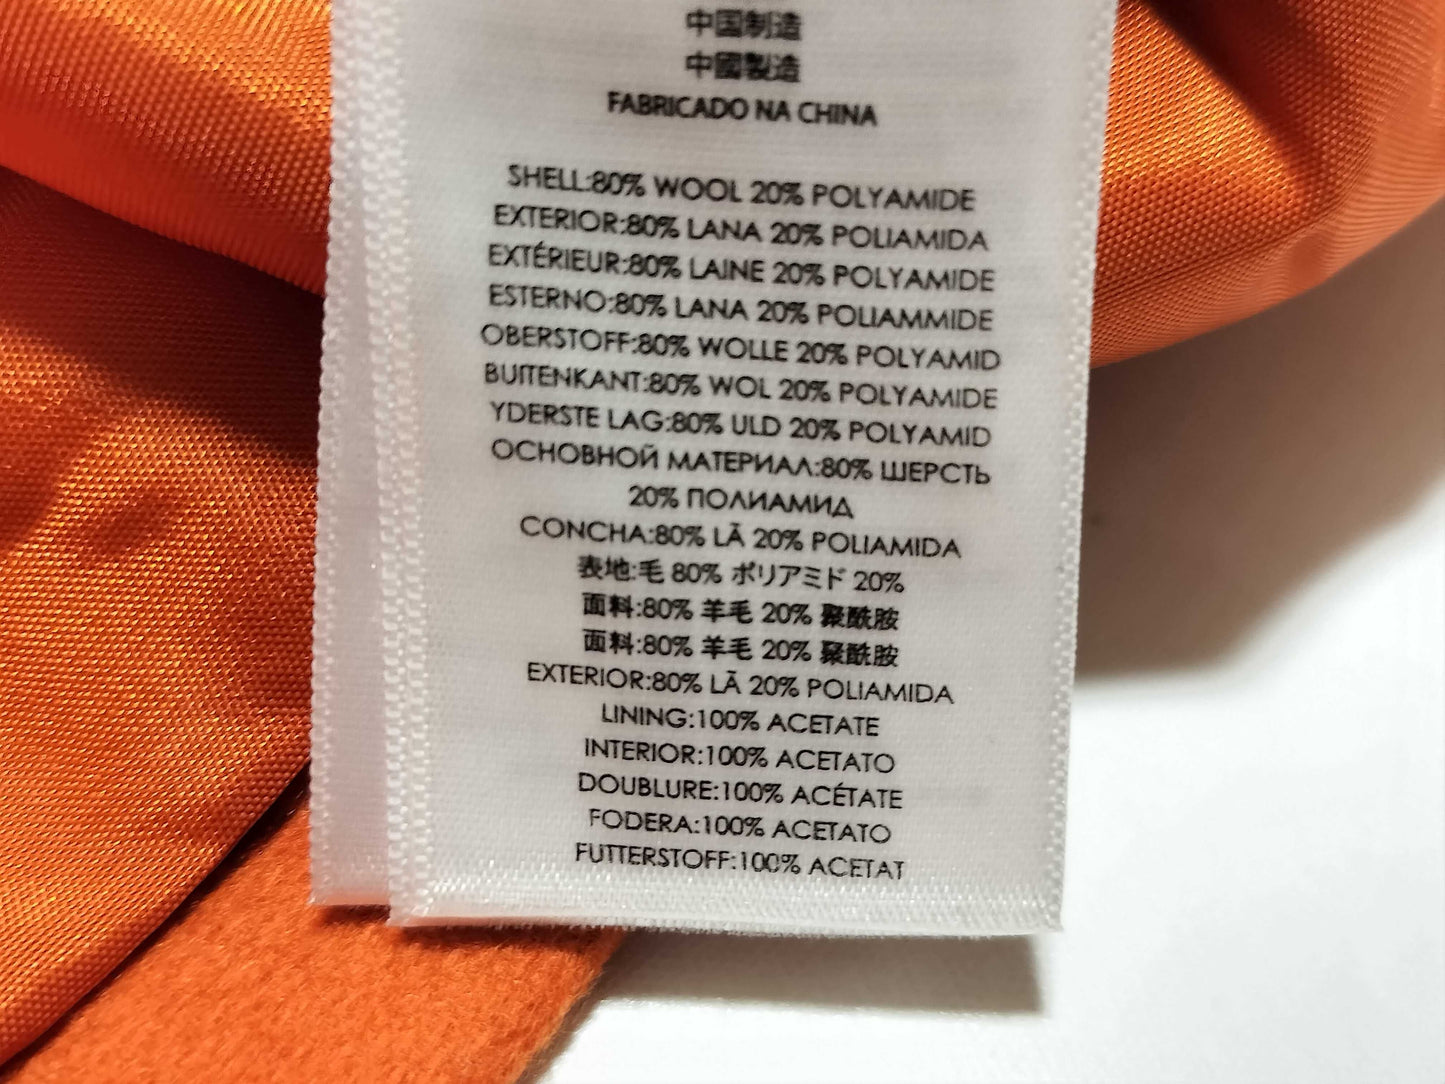 中国制造
中國製造
FABRICADO NA CHINA
SHELL:80% WOOL 20% POLYAMIDE
EXTERIOR:80% LANA 20% POLIAMIDA
EXTÉRIEUR:80% LAINE 20% POLYAMIDE
ESTERNO:80% LANA 20% POLIAMMIDE
OBERSTOFF:80% WOLLE 20% POLYAMID
BUITENKANT:80% WOL 20% POLYAMIDE
YDERSTE LAG:80% ULD 20% POLYAMID
ОСНОВНОЙ МАТЕРИАЛ:80% ШЕРСТЬ
20% ПОЛИАМИД
CONCHA:80% LÃ 20% POLIAMIDA
表地:毛 80% ポリアミド 20%
面料:80% 羊毛 20% 聚酰胺
面料:80% 羊毛 20% 聚酰胺
EXTERIOR:80% LÃ 20% POLIAMIDA
LINING:100% ACETATE
INTERIOR:100% ACETATO
DOUBLURE:100% ACÉTATE
FODERA:100% ACETATO
FUTTERSTOFF:100% ACETAT